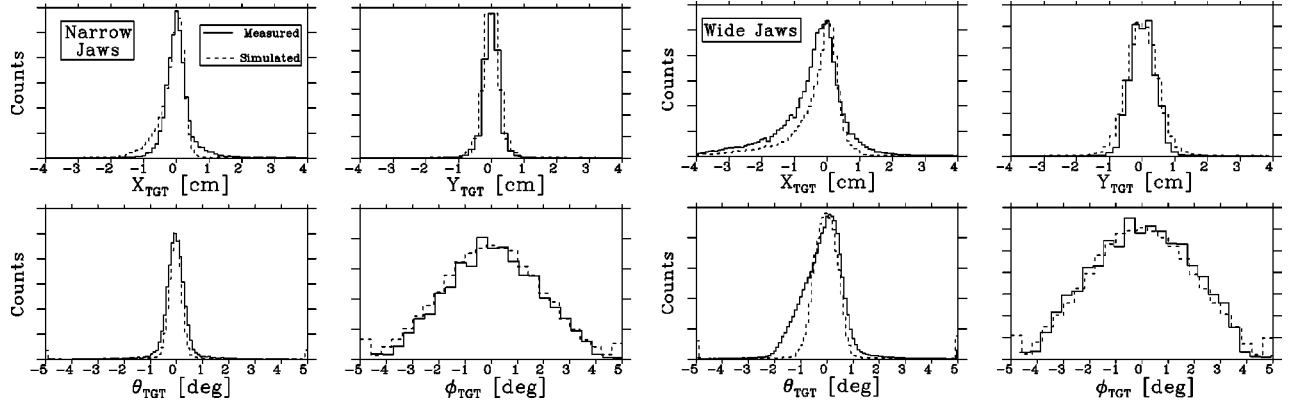 Narrow Jaws
Measured
Simulated
Counts
-4 -3 -2 -1 0 1 2 3 4
X_TGT [cm]
-4 -3 -2 -1 0 1 2 3 4
Y_TGT [cm]
Wide Jaws
Counts
-4 -3 -2 -1 0 1 2 3 4
X_TGT [cm]
-4 -3 -2 -1 0 1 2 3 4
Y_TGT [cm]
Counts
-5 -4 -3 -2 -1 0 1 2 3 4 5
θ_TGT [deg]
-5 -4 -3 -2 -1 0 1 2 3 4 5
ϕ_TGT [deg]
Counts
-5 -4 -3 -2 -1 0 1 2 3 4 5
θ_TGT [deg]
-5 -4 -3 -2 -1 0 1 2 3 4 5
ϕ_TGT [deg]